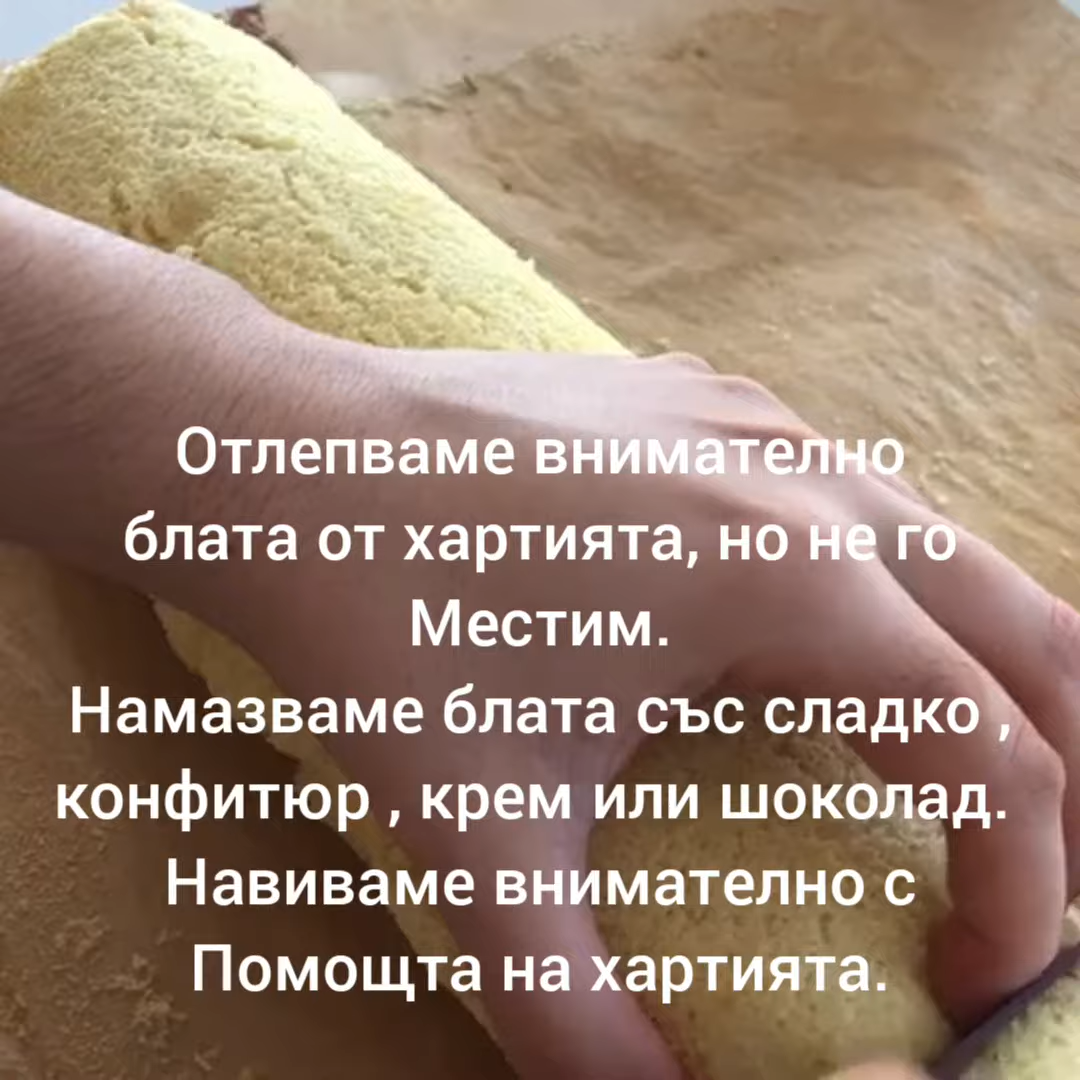 Отлепваме внимателно
блата от хартията, но не го
Местим.
Намазваме блата със сладко ,
конфитюр , крем или шоколад.
Навиваме внимателно с
Помощта на хартията.